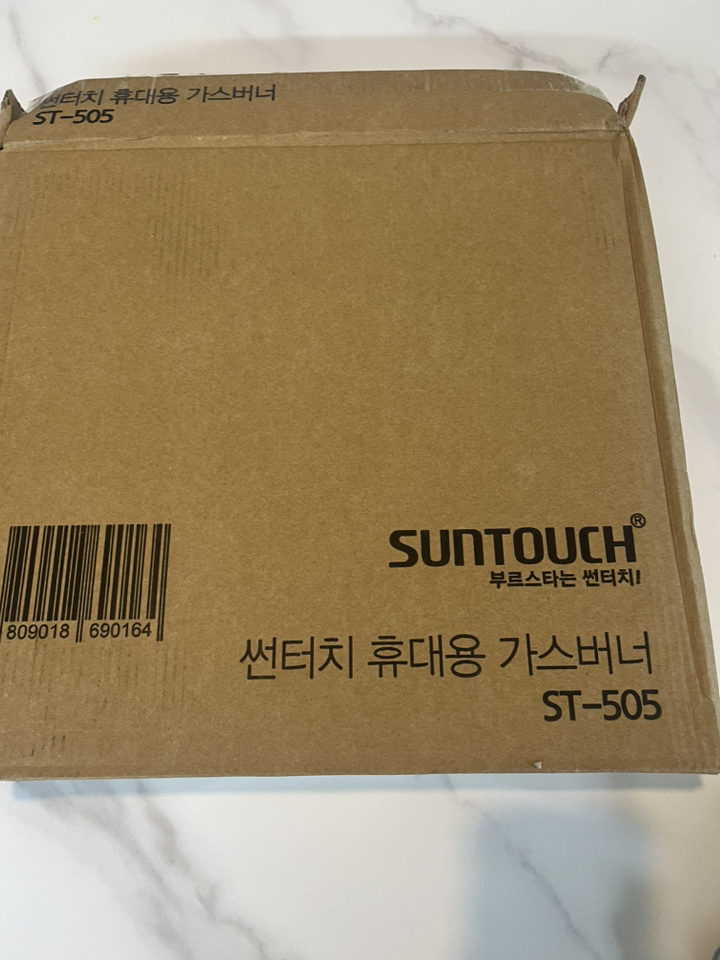 썬터치 휴대용 가스버너
ST-505
SUNTOUCH®
부르스타는 썬터치!
809018 690164
썬터치 휴대용 가스버너
ST-505